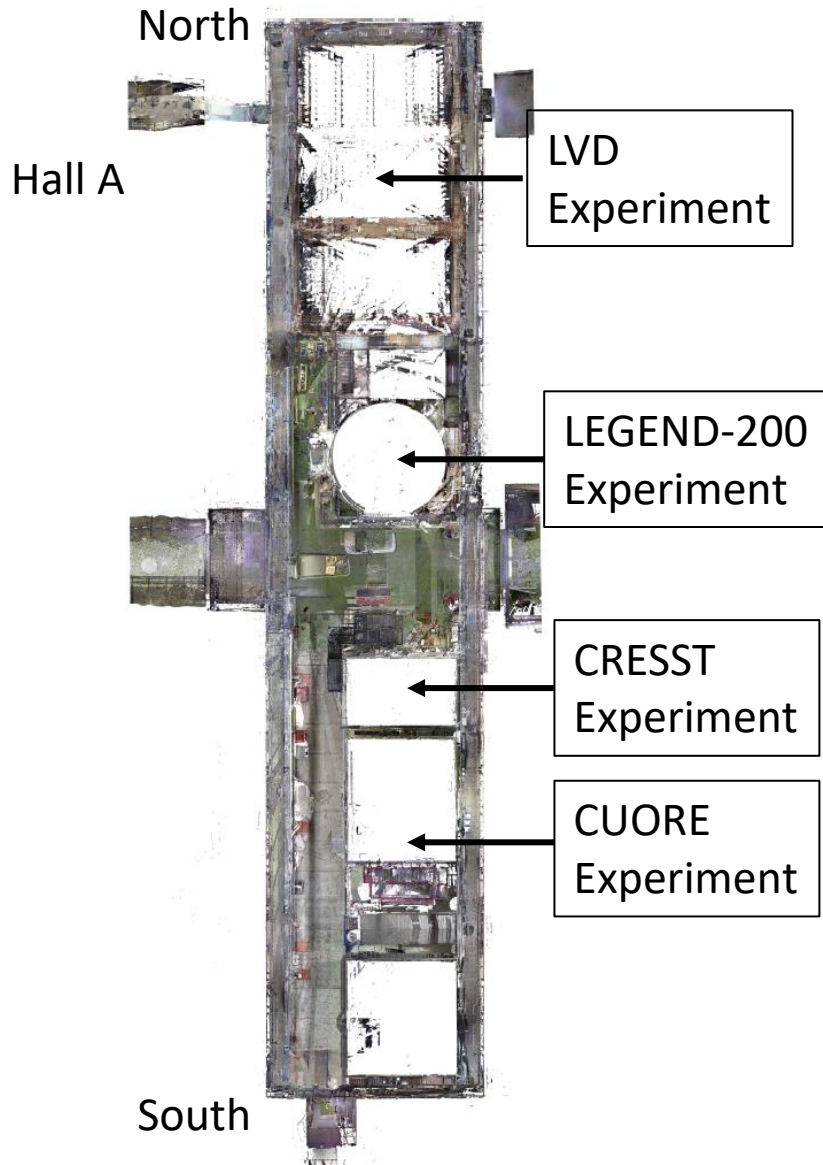 North
LVD
Experiment
Hall A
LEGEND-200
Experiment
CRESST
Experiment
CUORE
Experiment
South